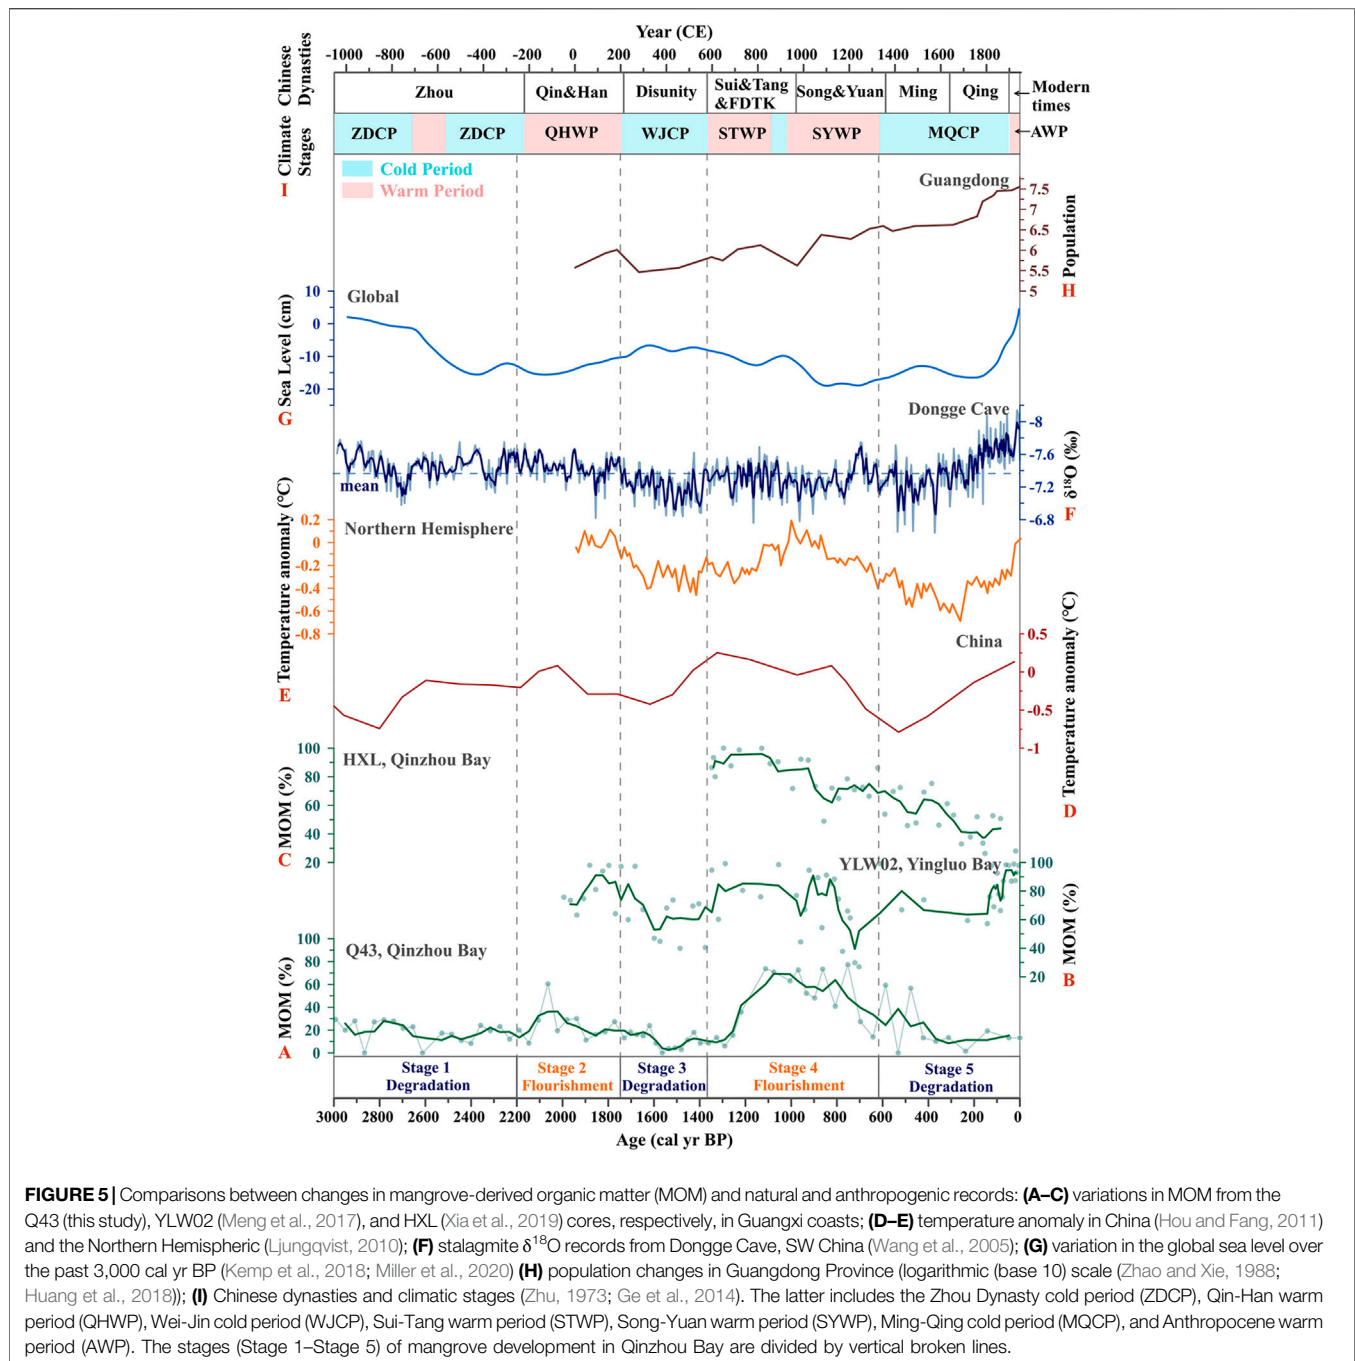 Year (CE)
-1000 -800 -600 -400 -200 0 200 400 600 800 1000 1200 1400 1600 1800
Chinese
Dynasties
Zhou
Qin&Han
Disunity
Sui&Tang
&FDTK
Song&Yuan
Ming
Qing
Modern
times
Climate
Stages
ZDCP
ZDCP
QHWP
WJCP
STWP
SYWP
MQCP
AWP
I
Cold Period
Warm Period
Guangdong
7.5
7
6.5
6
5.5
5
Population
H
Global
10
0
-10
-20
Sea Level (cm)
G
Dongge Cave
-8
-7.6
-7.2
-6.8
δ¹⁸O (‰)
F
mean
Northern Hemisphere
0.2
0
-0.2
-0.4
-0.6
-0.8
Temperature anomaly (°C)
E
China
0.5
0
-0.5
-1
Temperature anomaly (°C)
D
HXL, Qinzhou Bay
100
80
60
40
20
MOM (%)
C
YLW02, Yingluo Bay
100
80
60
40
20
MOM (%)
B
Q43, Qinzhou Bay
100
80
60
40
20
0
MOM (%)
A
Stage 1
Degradation
Stage 2
Flourishment
Stage 3
Degradation
Stage 4
Flourishment
Stage 5
Degradation
3000 2800 2600 2400 2200 2000 1800 1600 1400 1200 1000 800 600 400 200 0
Age (cal yr BP)
FIGURE 5 | Comparisons between changes in mangrove-derived organic matter (MOM) and natural and anthropogenic records: (A–C) variations in MOM from the
Q43 (this study), YLW02 (Meng et al., 2017), and HXL (Xia et al., 2019) cores, respectively, in Guangxi coasts; (D–E) temperature anomaly in China (Hou and Fang, 2011)
and the Northern Hemispheric (Ljungqvist, 2010); (F) stalagmite δ¹⁸O records from Dongge Cave, SW China (Wang et al., 2005); (G) variation in the global sea level over
the past 3,000 cal yr BP (Kemp et al., 2018; Miller et al., 2020) (H) population changes in Guangdong Province (logarithmic (base 10) scale (Zhao and Xie, 1988;
Huang et al., 2018)); (I) Chinese dynasties and climatic stages (Zhu, 1973; Ge et al., 2014). The latter includes the Zhou Dynasty cold period (ZDCP), Qin-Han warm
period (QHWP), Wei-Jin cold period (WJCP), Sui-Tang warm period (STWP), Song-Yuan warm period (SYWP), Ming-Qing cold period (MQCP), and Anthropocene warm
period (AWP). The stages (Stage 1–Stage 5) of mangrove development in Qinzhou Bay are divided by vertical broken lines.